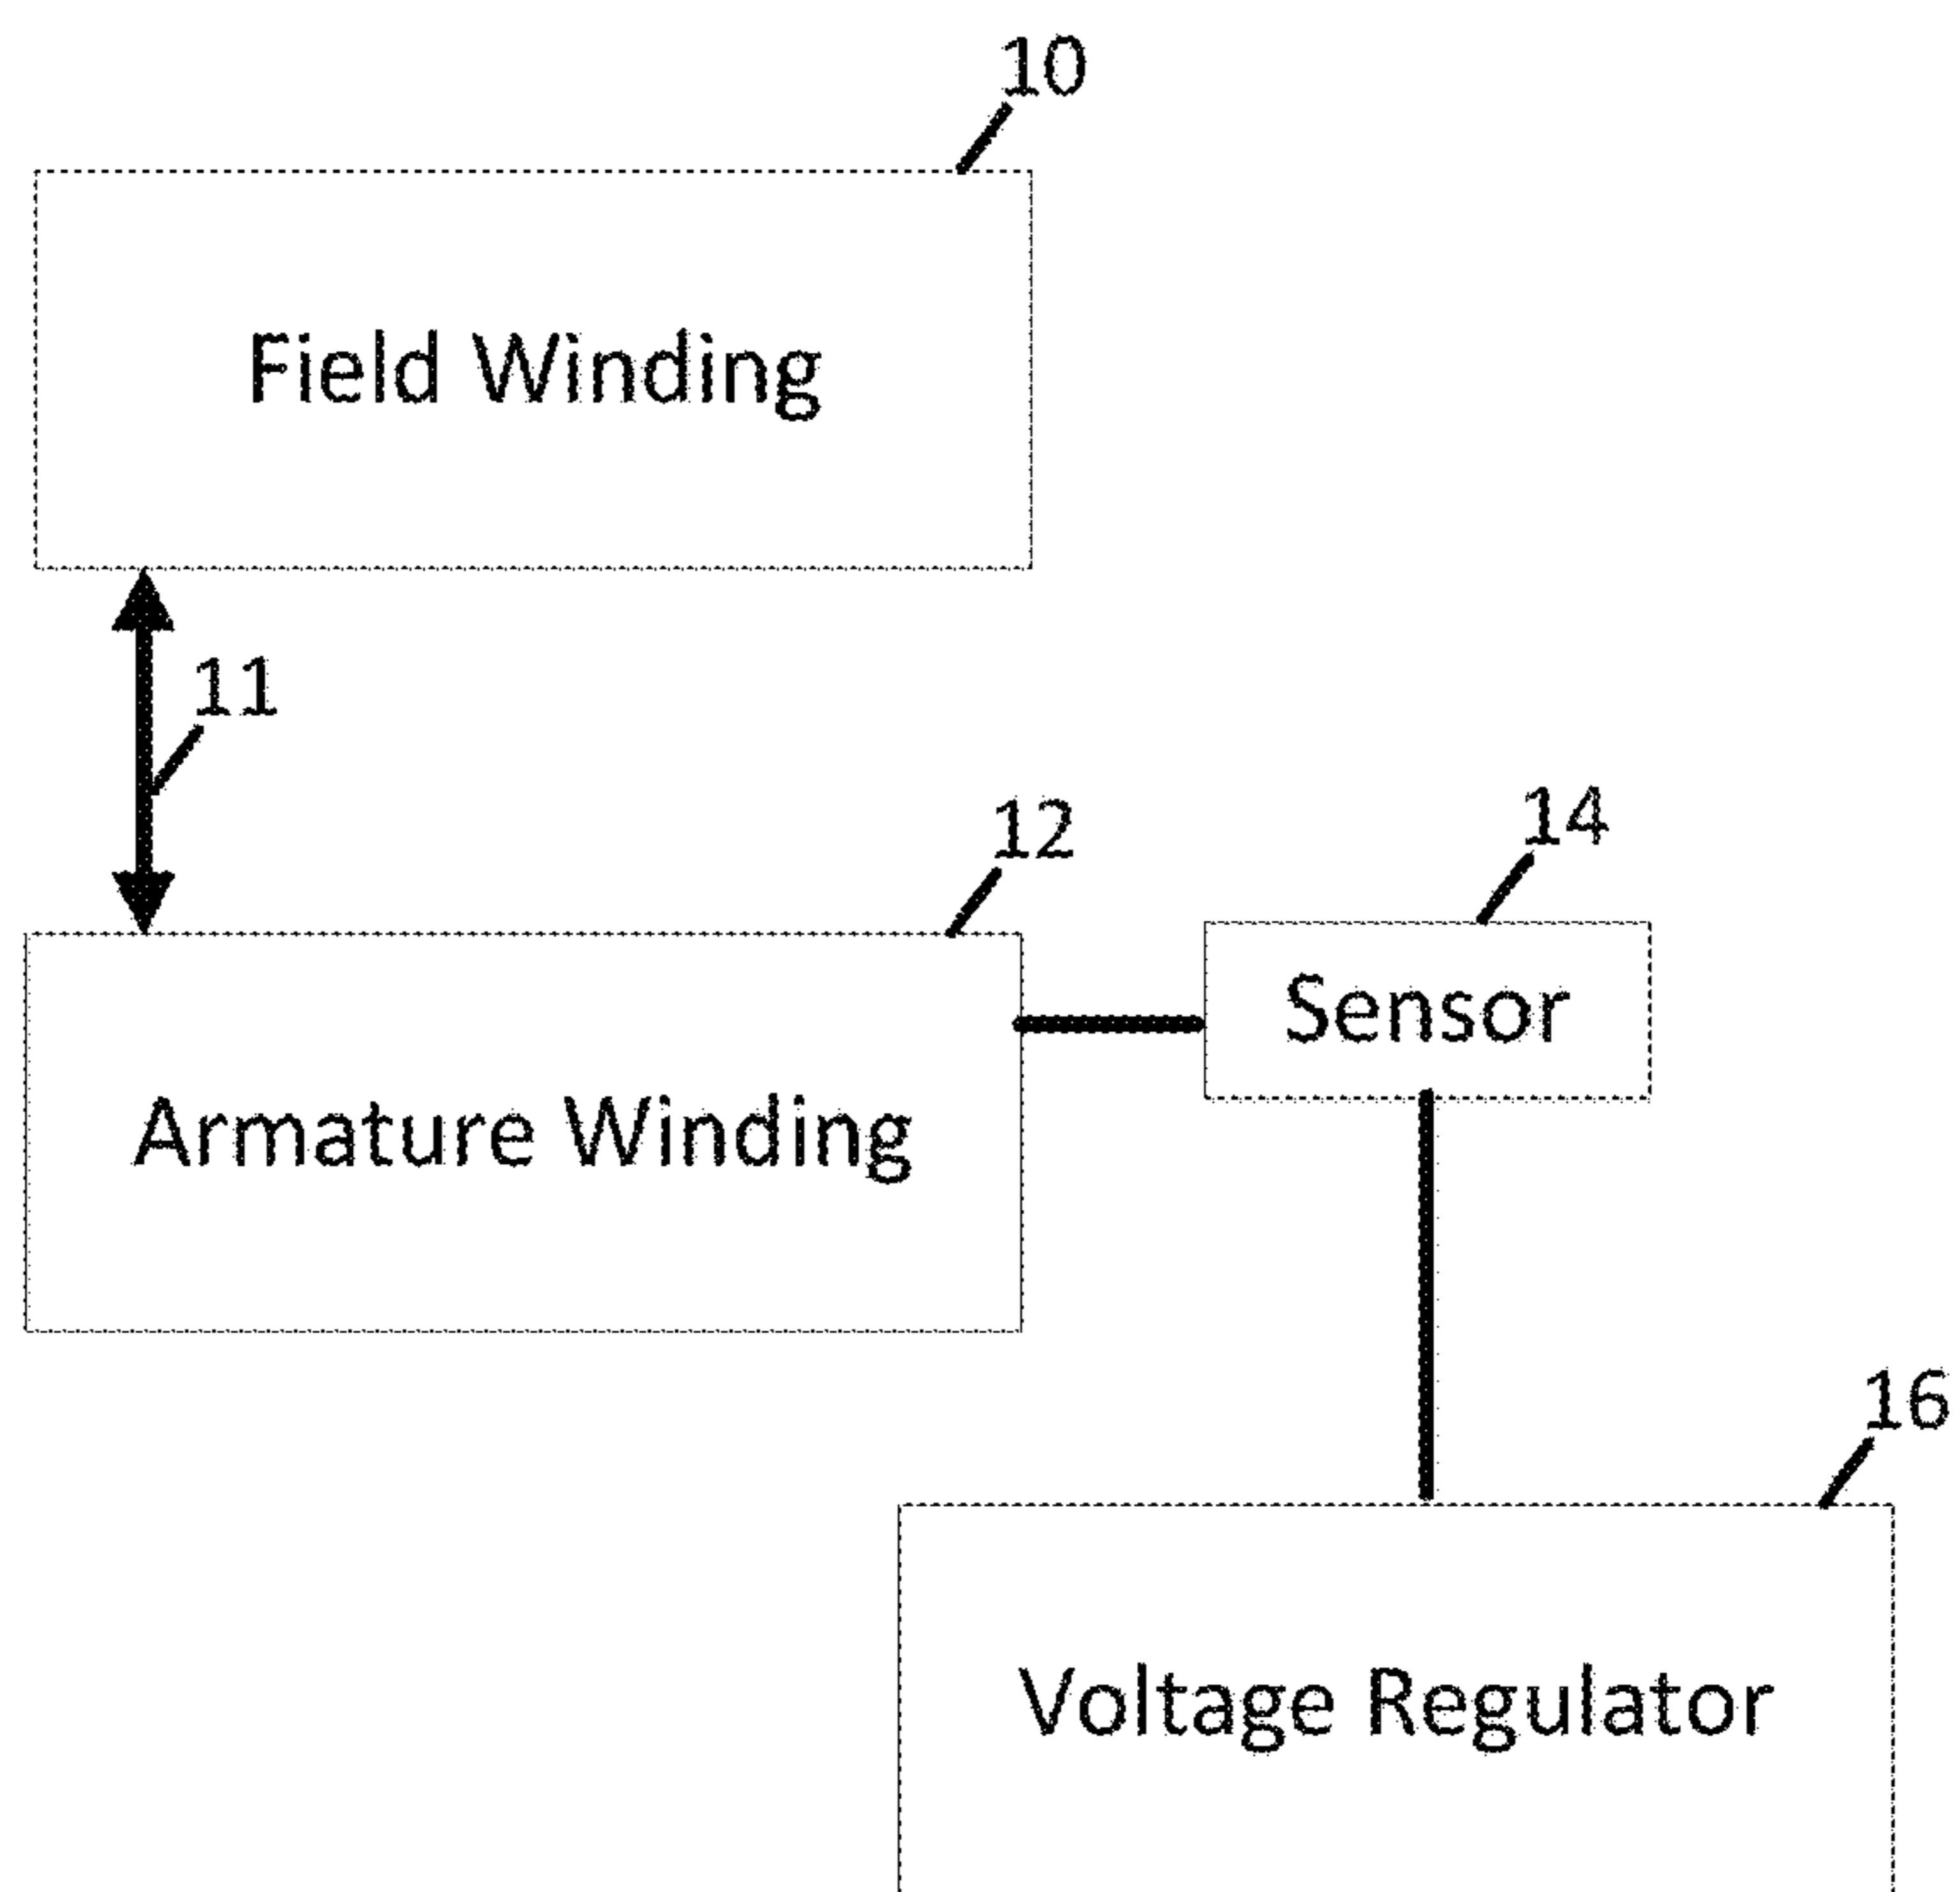 10
Field Winding
11
12
14
Sensor
Armature Winding
16
Voltage Regulator